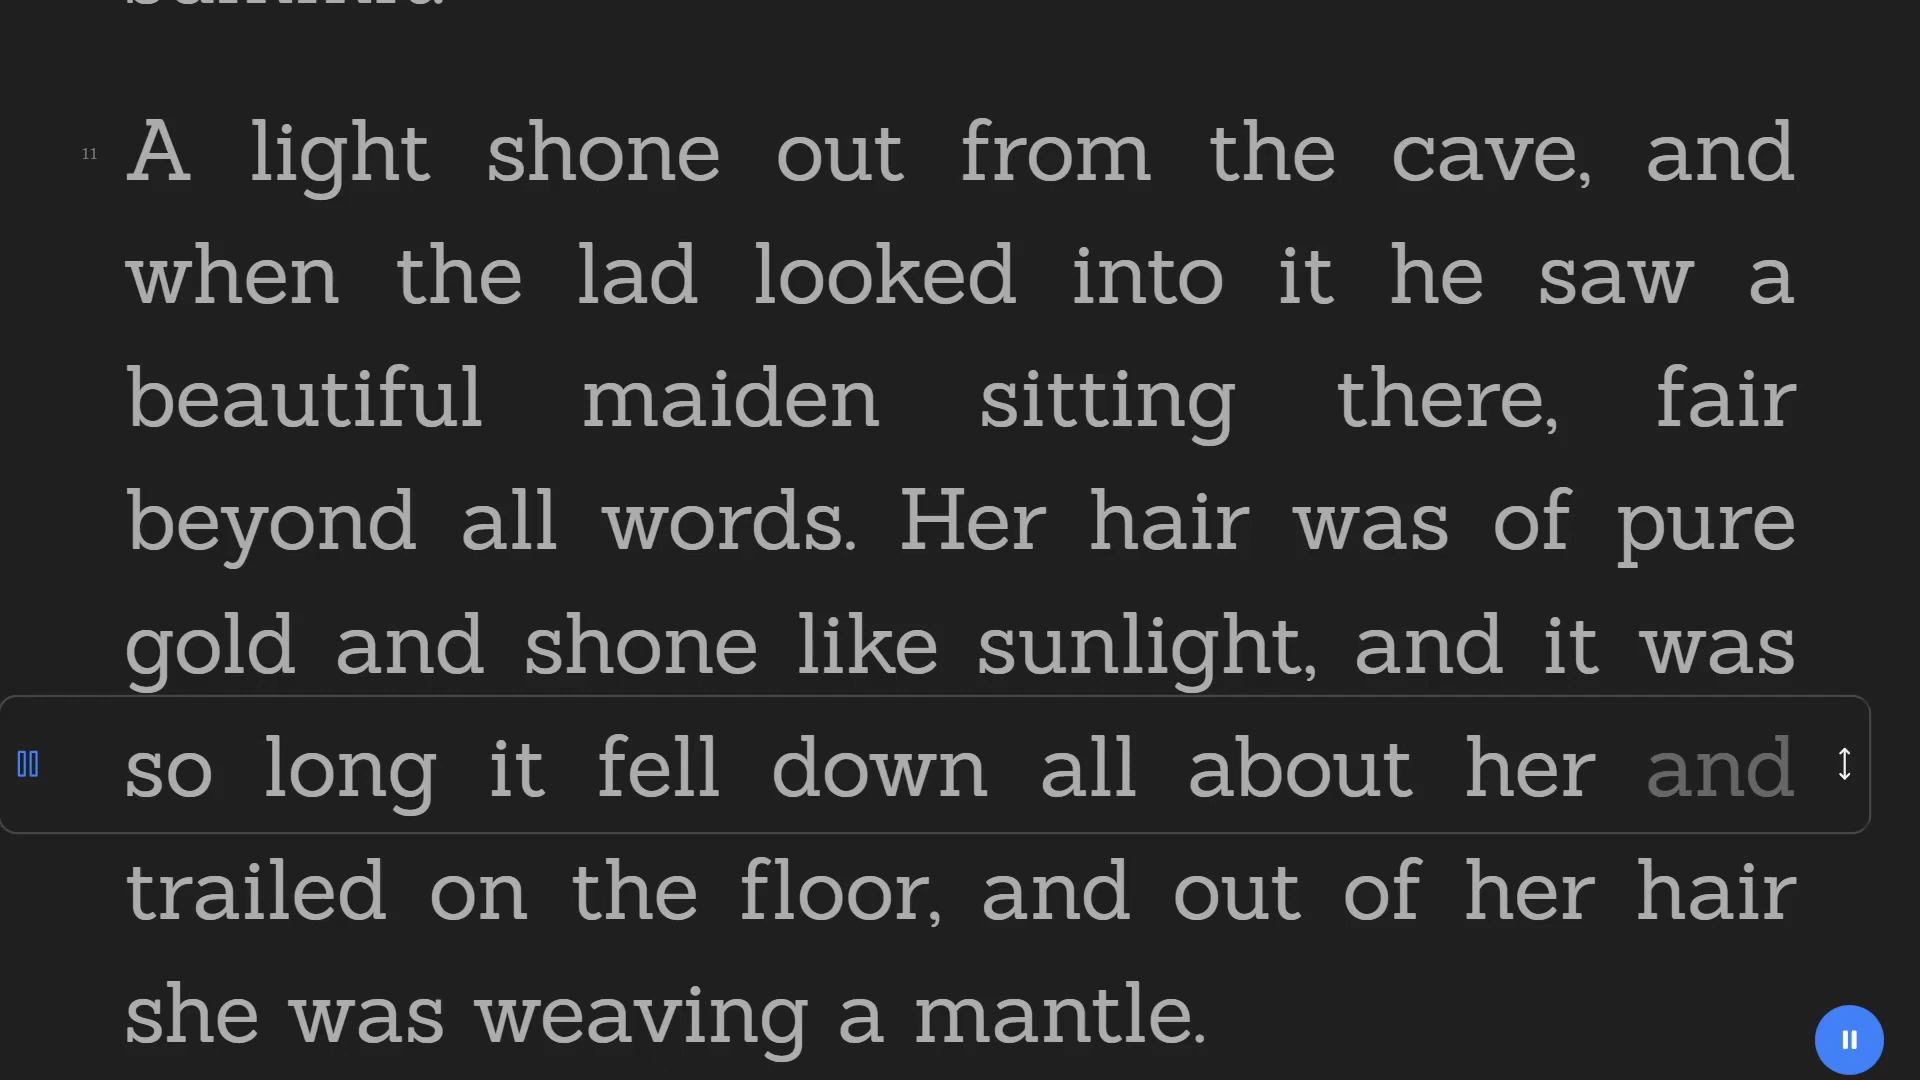 11 A light shone out from the cave, and
when the lad looked into it he saw a
beautiful maiden sitting there, fair
beyond all words. Her hair was of pure
gold and shone like sunlight, and it was
so long it fell down all about her and
trailed on the floor, and out of her hair
she was weaving a mantle.